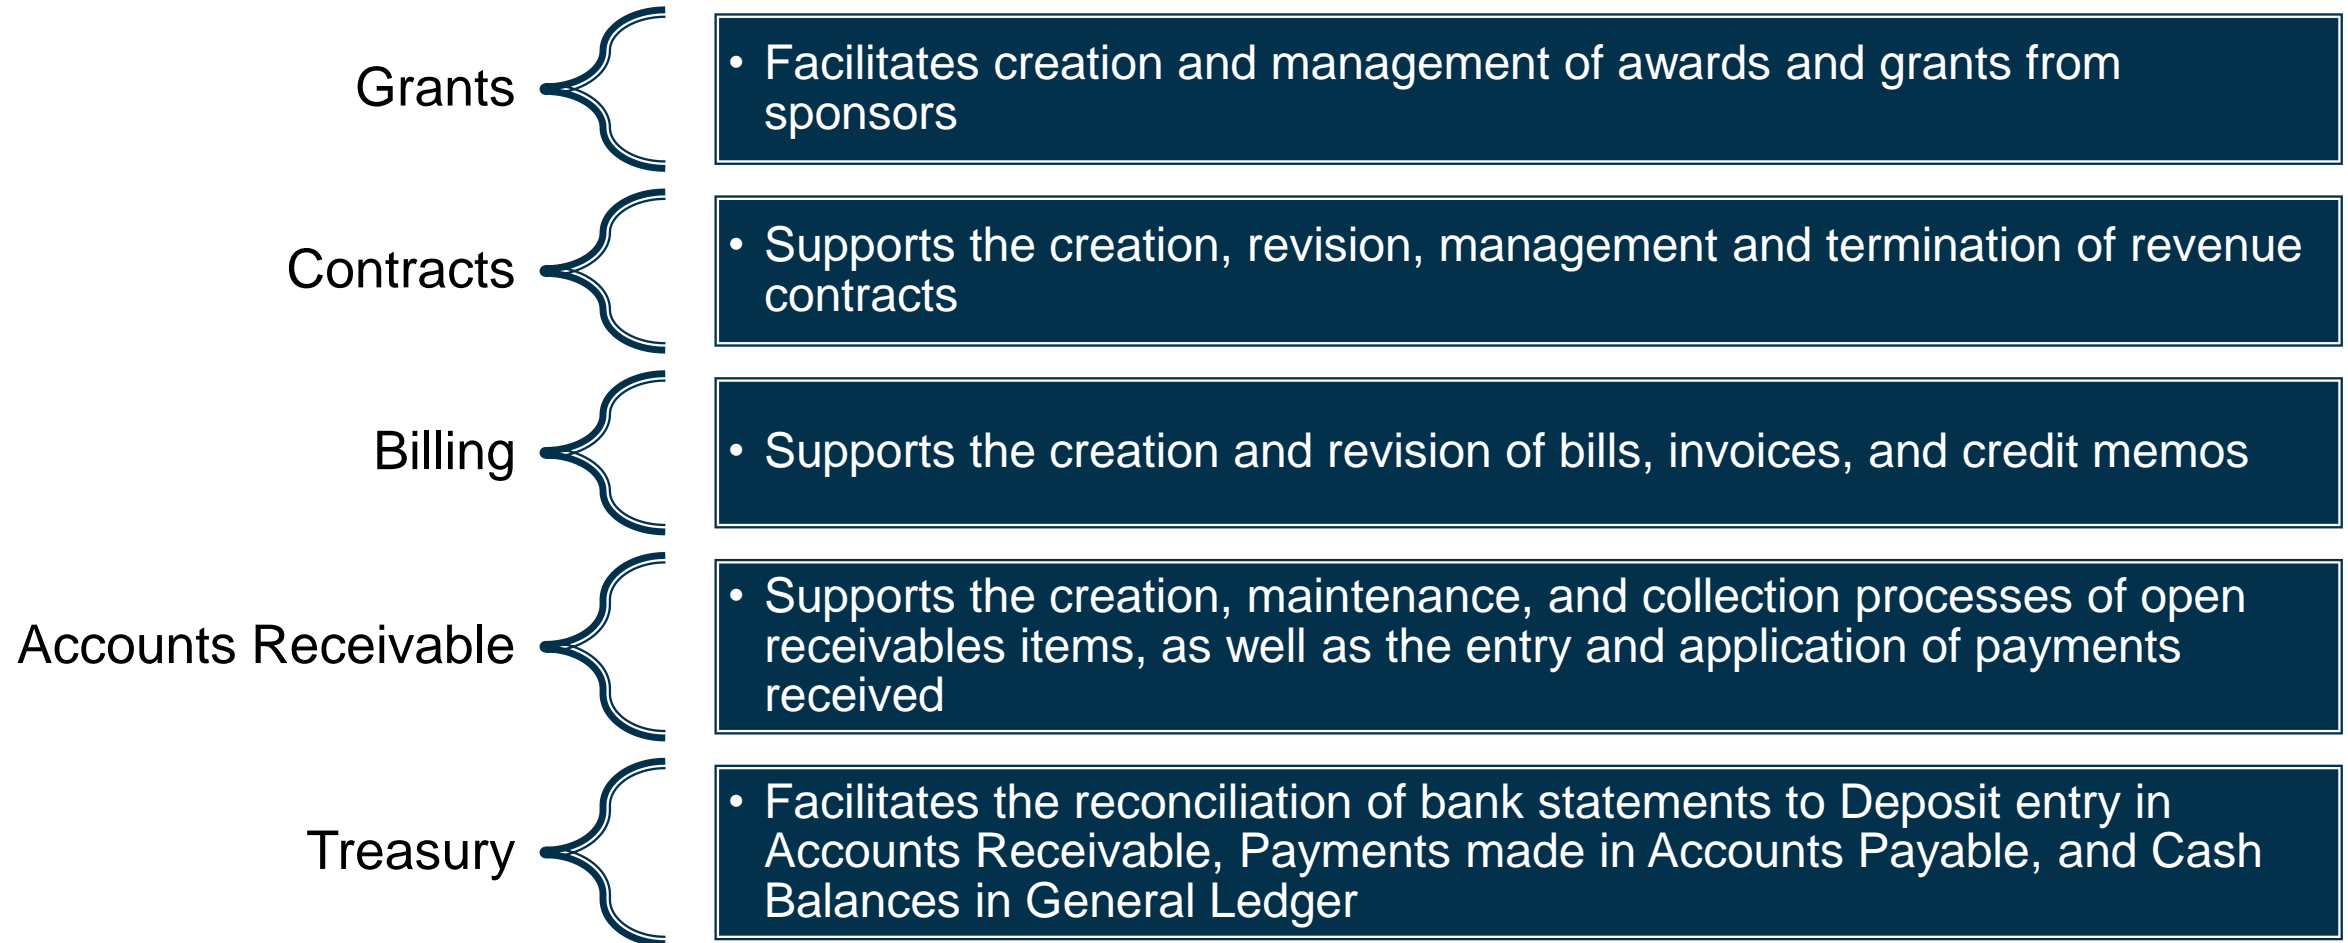 Grants
• Facilitates creation and management of awards and grants from
sponsors
Contracts
• Supports the creation, revision, management and termination of revenue
contracts
Billing
• Supports the creation and revision of bills, invoices, and credit memos
Accounts Receivable
• Supports the creation, maintenance, and collection processes of open
receivables items, as well as the entry and application of payments
received
Treasury
• Facilitates the reconciliation of bank statements to Deposit entry in
Accounts Receivable, Payments made in Accounts Payable, and Cash
Balances in General Ledger